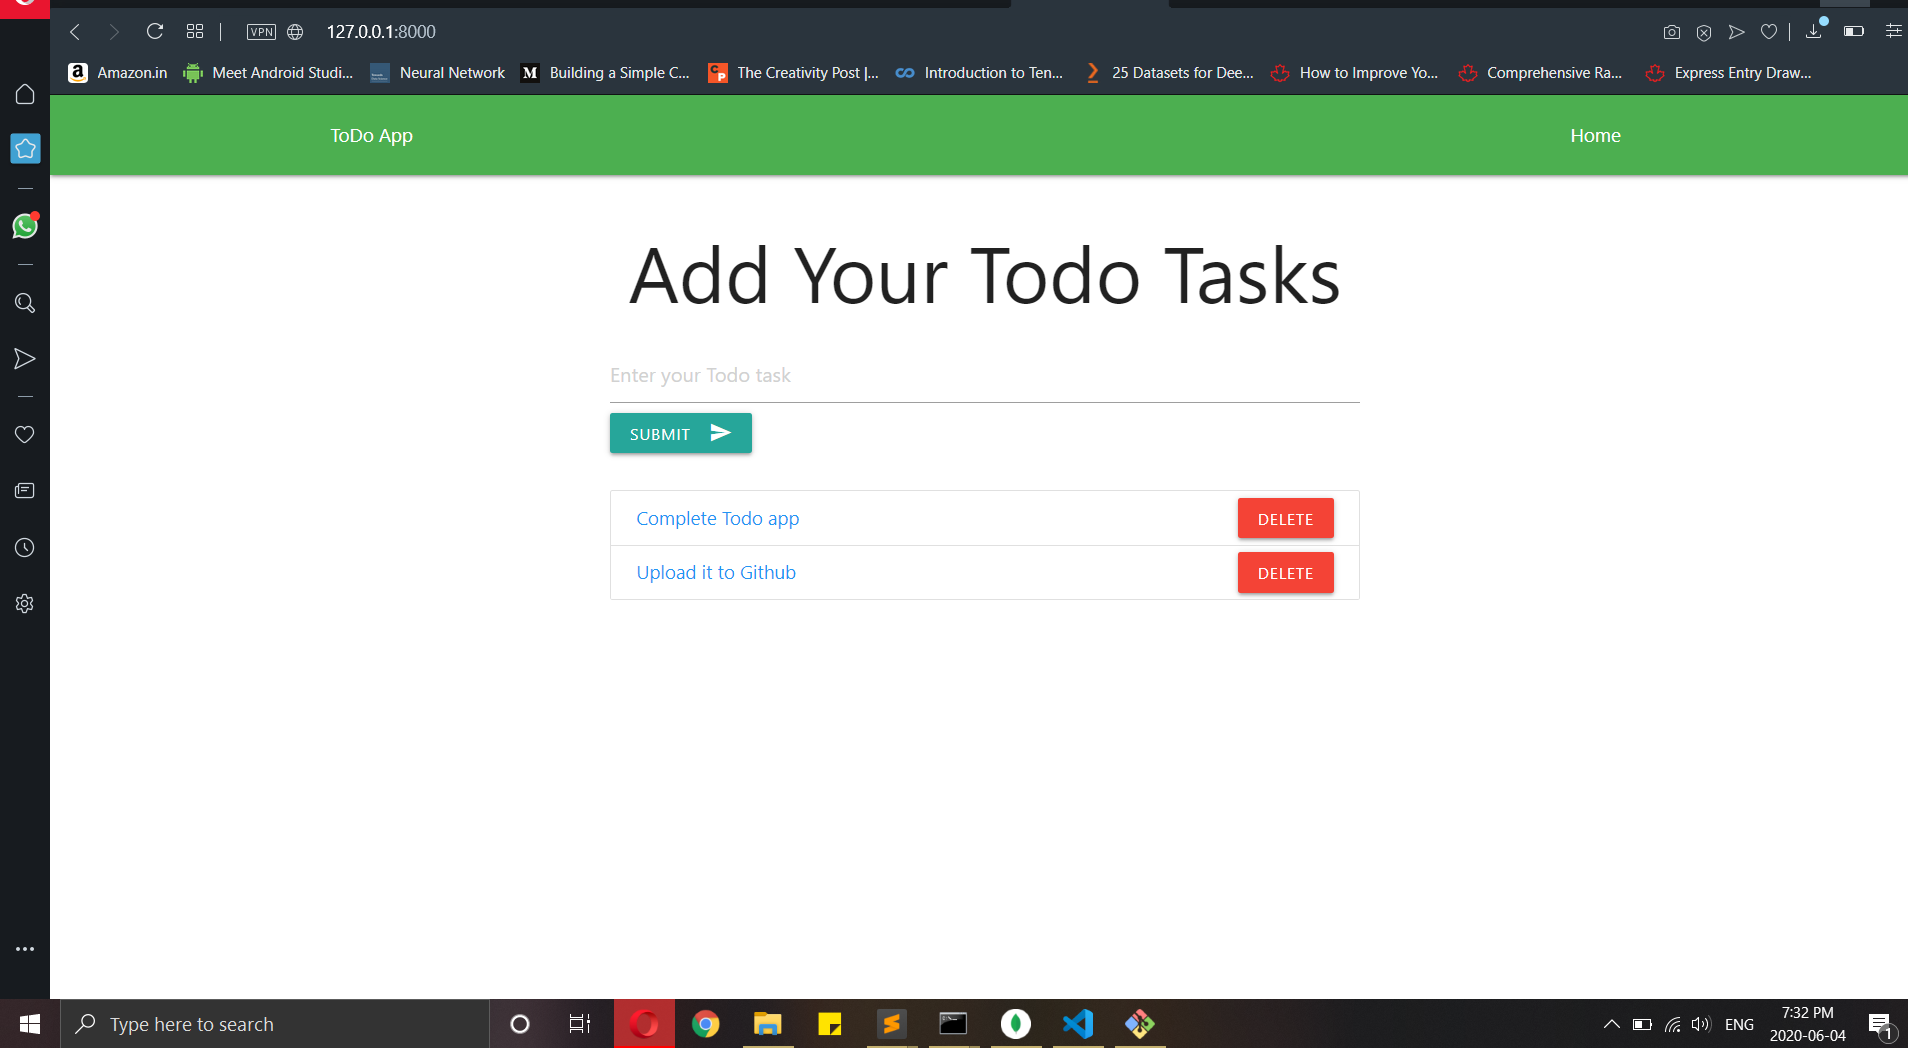 VPN 127.0.0.1:8000
Amazon.in Meet Android Studi... Neural Network Building a Simple C... The Creativity Post |... Introduction to Ten... 25 Datasets for Dee... How to Improve Yo... Comprehensive Ra... Express Entry Draw...
ToDo App Home
Add Your Todo Tasks
Enter your Todo task
SUBMIT
Complete Todo app DELETE
Upload it to Github DELETE
Type here to search
ENG
7:32 PM
2020-06-04
1